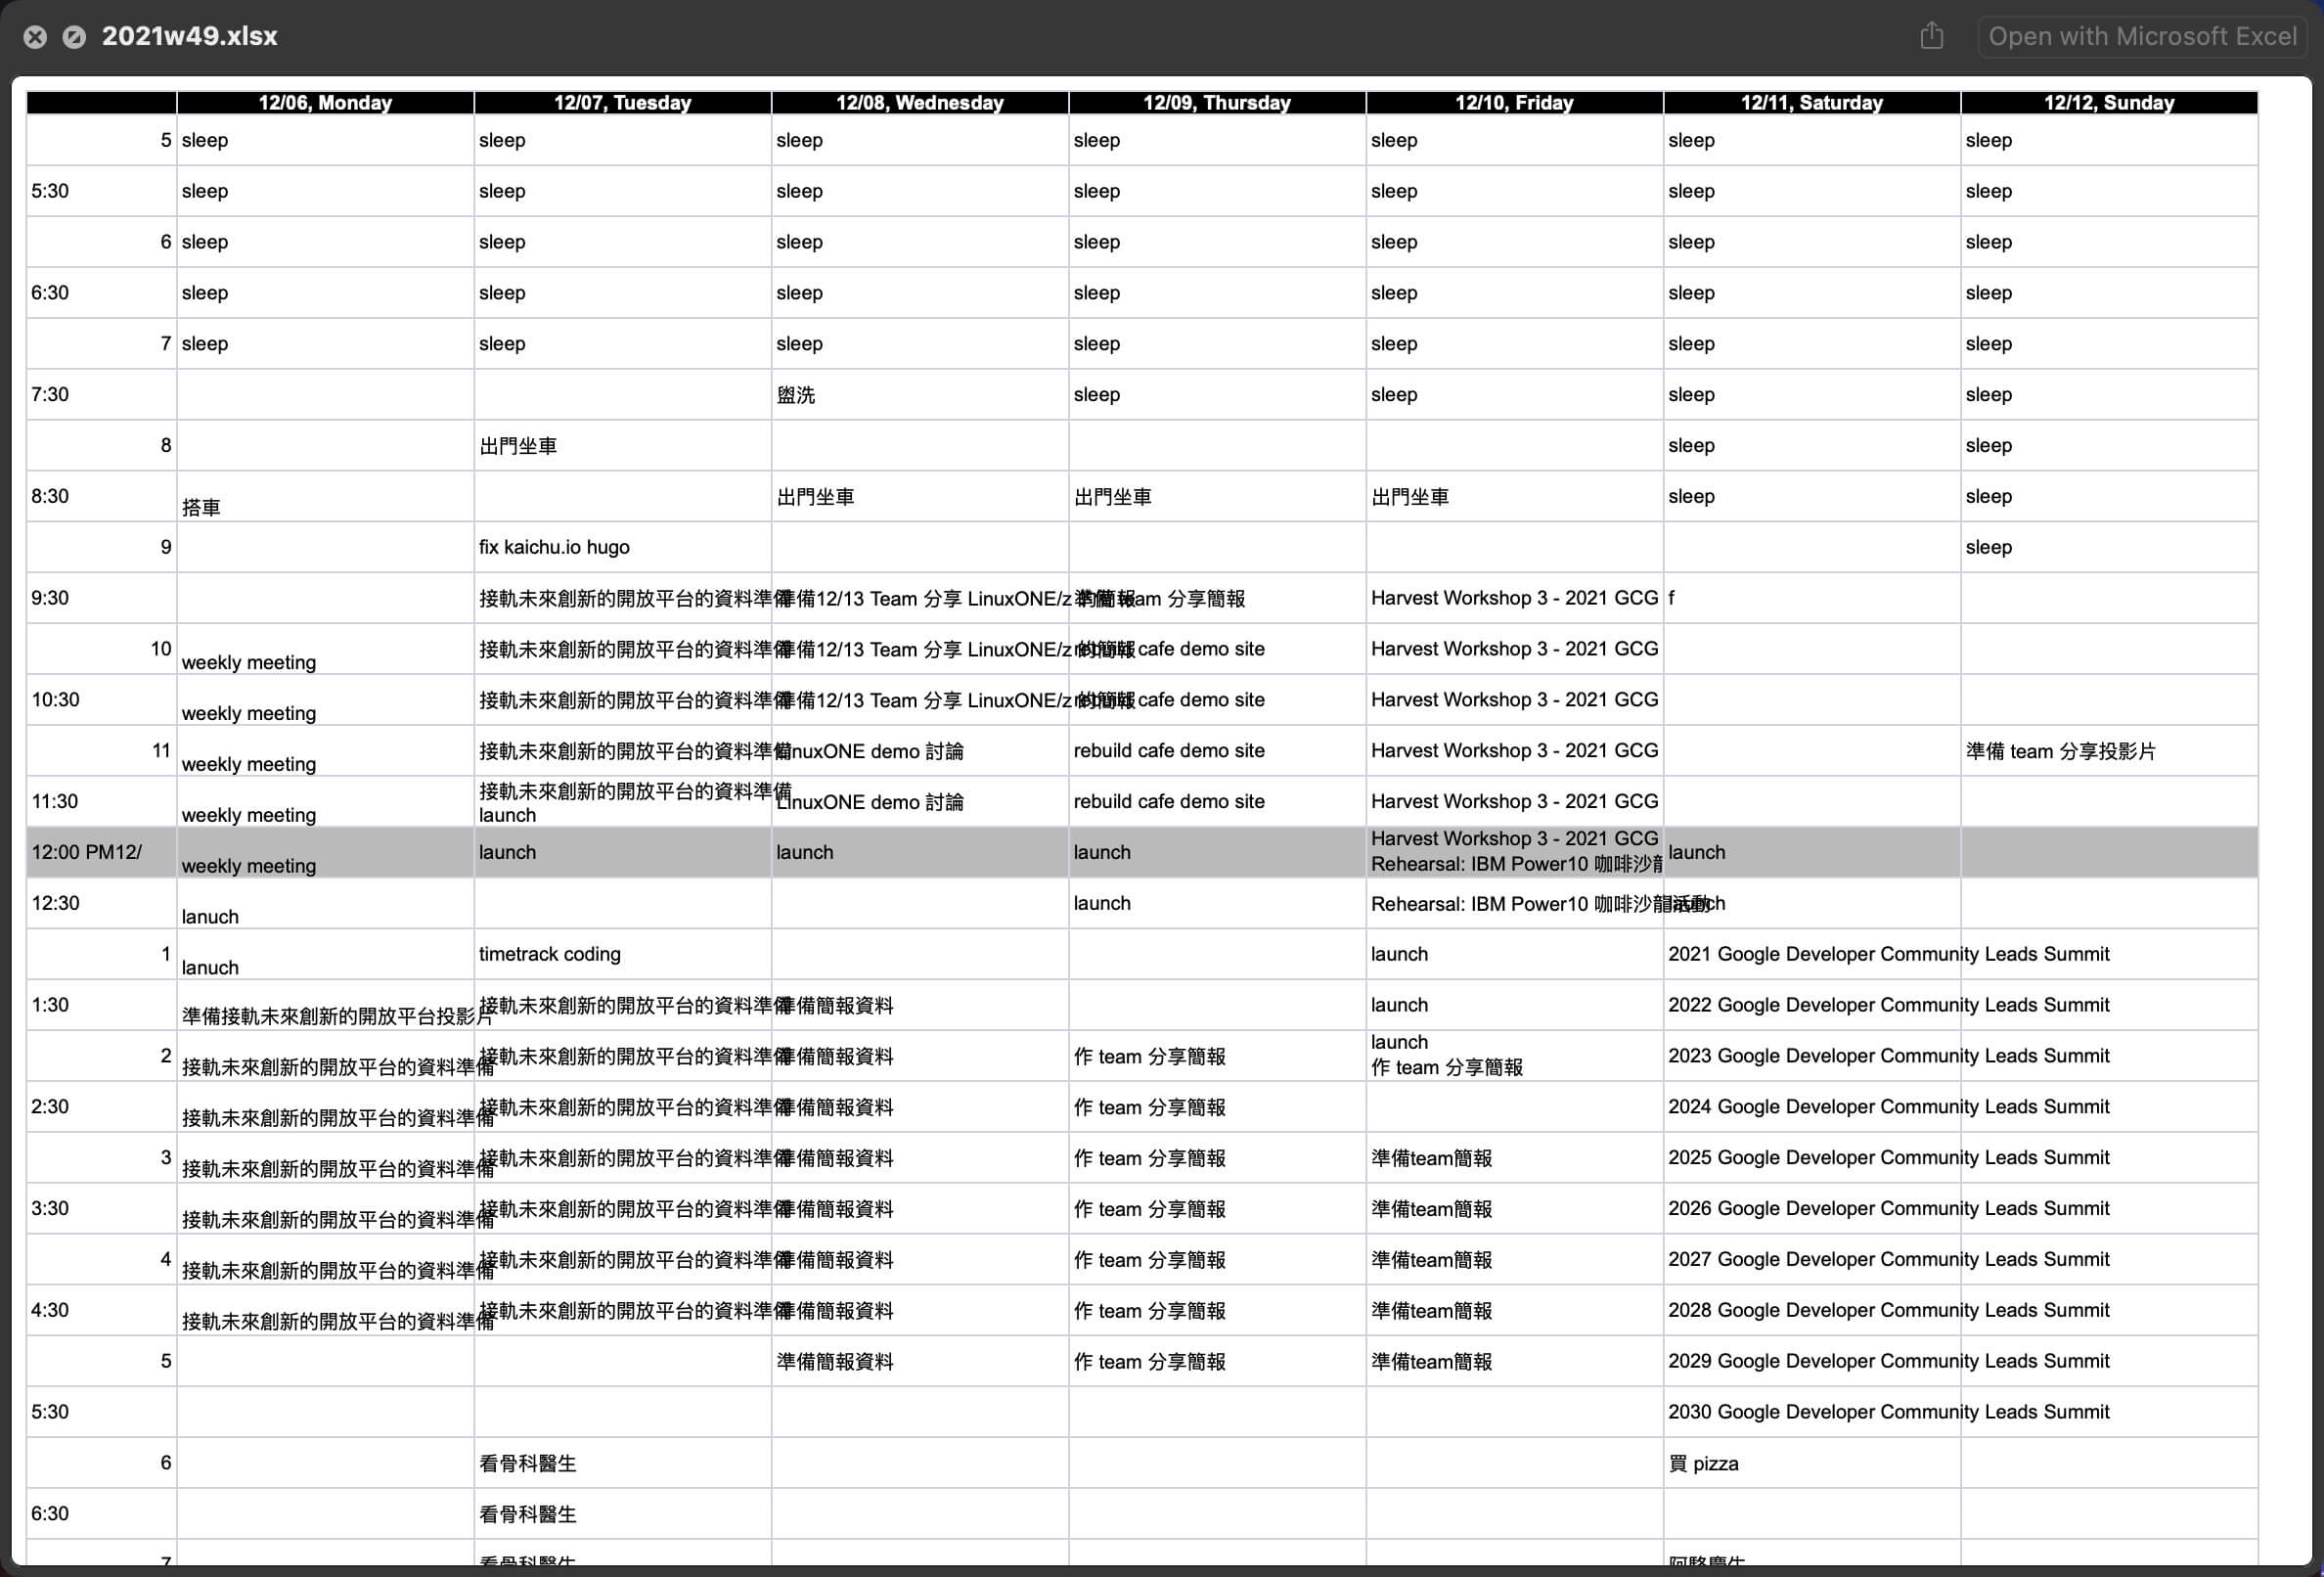 2021w49.xlsx
Open with Microsoft Excel
12/06, Monday 12/07, Tuesday 12/08, Wednesday 12/09, Thursday 12/10, Friday 12/11, Saturday 12/12, Sunday
5 sleep sleep sleep sleep sleep sleep sleep
5:30 sleep sleep sleep sleep sleep sleep sleep
6 sleep sleep sleep sleep sleep sleep sleep
6:30 sleep sleep sleep sleep sleep sleep sleep
7 sleep sleep sleep sleep sleep sleep sleep
7:30 盥洗 sleep sleep sleep sleep
8 出門坐車 sleep sleep
8:30 搭車 出門坐車 出門坐車 出門坐車 sleep sleep
9 fix kaichu.io hugo sleep
9:30 接軌未來創新的開放平台的資料準備 準備12/13 Team 分享 LinuxONE/z 的簡報 準備 team 分享簡報 Harvest Workshop 3 - 2021 GCG f
10 weekly meeting 接軌未來創新的開放平台的資料準備 準備12/13 Team 分享 LinuxONE/z 的簡報 rebuild cafe demo site Harvest Workshop 3 - 2021 GCG
10:30 weekly meeting 接軌未來創新的開放平台的資料準備 準備12/13 Team 分享 LinuxONE/z 的簡報 rebuild cafe demo site Harvest Workshop 3 - 2021 GCG
11 weekly meeting 接軌未來創新的開放平台的資料準備 LinuxONE demo 討論 rebuild cafe demo site Harvest Workshop 3 - 2021 GCG 準備 team 分享投影片
11:30 weekly meeting 接軌未來創新的開放平台的資料準備
launch LinuxONE demo 討論 rebuild cafe demo site Harvest Workshop 3 - 2021 GCG
12:00 PM12/ weekly meeting launch launch launch Harvest Workshop 3 - 2021 GCG
Rehearsal: IBM Power10 咖啡沙龍 launch
12:30 lanuch launch Rehearsal: IBM Power10 咖啡沙龍活動 launch
1 lanuch timetrack coding launch 2021 Google Developer Community Leads Summit
1:30 準備接軌未來創新的開放平台投影片 接軌未來創新的開放平台的資料準備 準備簡報資料 launch 2022 Google Developer Community Leads Summit
2 接軌未來創新的開放平台的資料準備 接軌未來創新的開放平台的資料準備 準備簡報資料 作 team 分享簡報 launch
作 team 分享簡報 2023 Google Developer Community Leads Summit
2:30 接軌未來創新的開放平台的資料準備 接軌未來創新的開放平台的資料準備 準備簡報資料 作 team 分享簡報 2024 Google Developer Community Leads Summit
3 接軌未來創新的開放平台的資料準備 接軌未來創新的開放平台的資料準備 準備簡報資料 作 team 分享簡報 準備team簡報 2025 Google Developer Community Leads Summit
3:30 接軌未來創新的開放平台的資料準備 接軌未來創新的開放平台的資料準備 準備簡報資料 作 team 分享簡報 準備team簡報 2026 Google Developer Community Leads Summit
4 接軌未來創新的開放平台的資料準備 接軌未來創新的開放平台的資料準備 準備簡報資料 作 team 分享簡報 準備team簡報 2027 Google Developer Community Leads Summit
4:30 接軌未來創新的開放平台的資料準備 接軌未來創新的開放平台的資料準備 準備簡報資料 作 team 分享簡報 準備team簡報 2028 Google Developer Community Leads Summit
5 準備簡報資料 作 team 分享簡報 準備team簡報 2029 Google Developer Community Leads Summit
5:30 2030 Google Developer Community Leads Summit
6 看骨科醫生 買 pizza
6:30 看骨科醫生
7 看骨科醫生